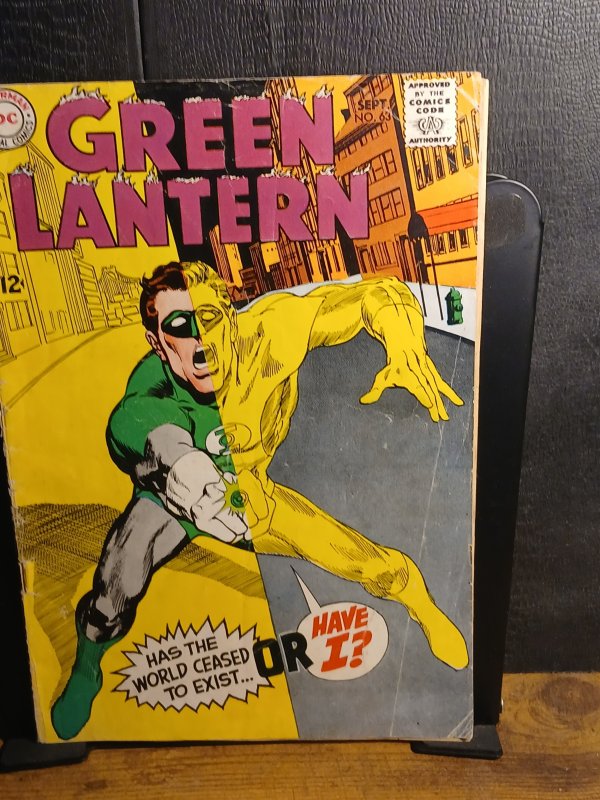 DC
GREEN
LANTERN
SEPT.
NO. 63
APPROVED
BY THE
COMICS
CODE
AUTHORITY
12¢
HAS THE
WORLD CEASED
TO EXIST...
OR
HAVE
I?